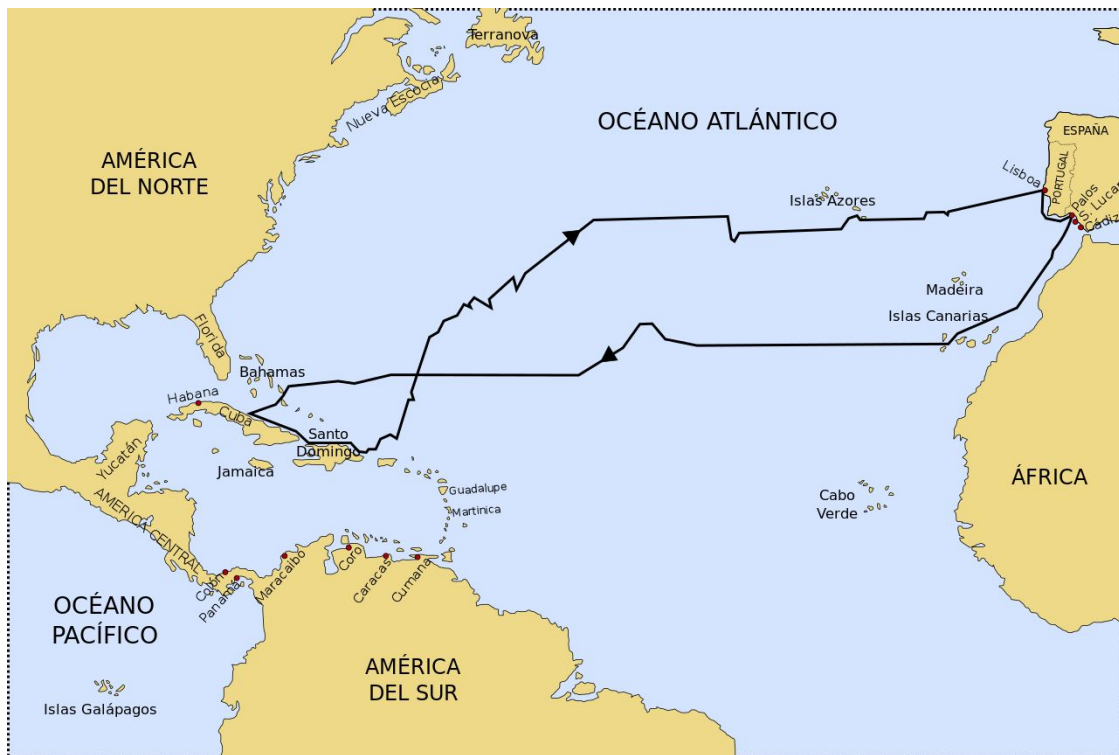 Terranova
Nueva Escocia
OCÉANO ATLÁNTICO
ESPAÑA
PORTUGAL
AMÉRICA
DEL NORTE
Lisboa
Islas Azores
Palos
S. Lucar
Cádiz
Madeira
Islas Canarias
Florida
Bahamas
Habana
Cuba
Santo
Domingo
Jamaica
Yucatán
Guadalupe
Martinica
ÁFRICA
Cabo
Verde
AMÉRICA CENTRAL
Colón
Panamá
Maracaibo
Coro
Caracas
Cumana
OCÉANO
PACÍFICO
AMÉRICA
DEL SUR
Islas Galápagos